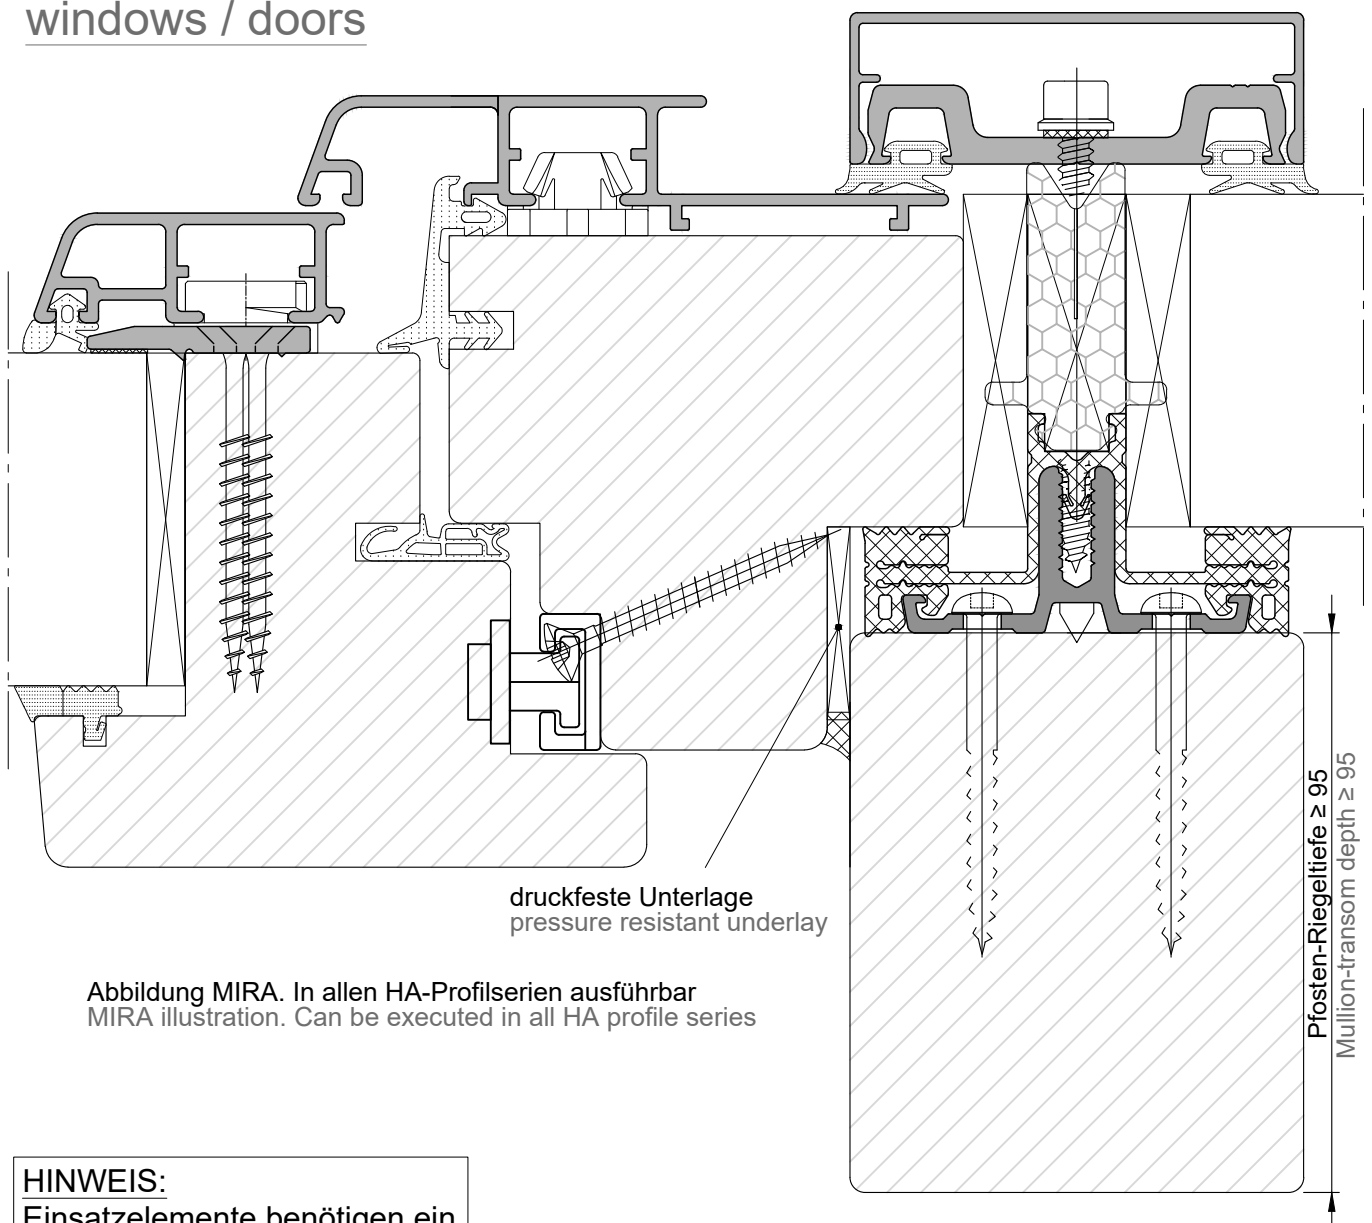 windows / doors
druckfeste Unterlage
pressure resistant underlay
Abbildung MIRA. In allen HA-Profilserien ausführbar
MIRA illustration. Can be executed in all HA profile series
Pfosten-Riegeltiefe ≥ 95
Mullion-transom depth ≥ 95
HINWEIS:
Einsatzelemente benötigen ein